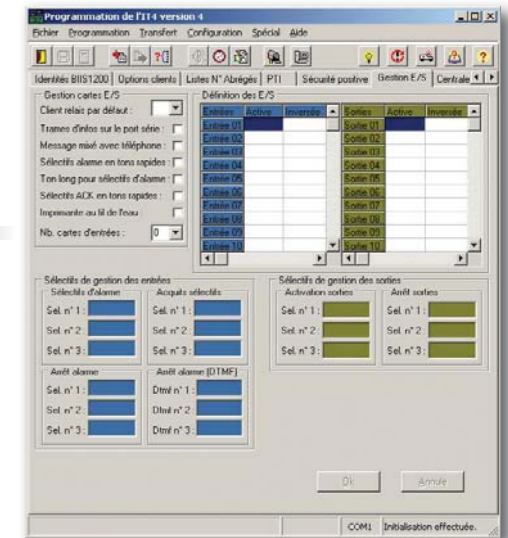 Programmation de l'IT4 version 4
Fichier Programmation Transfert Configuration Spécial Aide
Identités BIIS1200 Options clients Listes N° Abrégés PTI Sécurité positive Gestion E/S Centrale
Gestion cartes E/S
Client relais par défaut :
Trames d'infos sur le port série :
Message mixé avec téléphone :
Sélectifs alarme en tons rapides :
Ton long pour sélectifs d'alarme :
Sélectifs ACK en tons rapides :
Imprimante au fil de l'eau :
Nb. cartes d'entrées : 0
Définition des E/S
Entrées Active Inversée Sorties Active Inversée
Entrée 01 Sortie 01
Entrée 02 Sortie 02
Entrée 03 Sortie 03
Entrée 04 Sortie 04
Entrée 05 Sortie 05
Entrée 06 Sortie 06
Entrée 07 Sortie 07
Entrée 08 Sortie 08
Entrée 09 Sortie 09
Entrée 10 Sortie 10
Sélectifs de gestion des entrées
Sélectifs d'alarme Acquits sélectifs
Sel. n° 1 : Sel. n° 1 :
Sel. n° 2 : Sel. n° 2 :
Sel. n° 3 : Sel. n° 3 :
Arrêt alarme Arrêt alarme (DTMF)
Sel. n° 1 : Dtmf n° 1 :
Sel. n° 2 : Dtmf n° 2 :
Sel. n° 3 : Dtmf n° 3 :
Sélectifs de gestion des sorties
Activation sorties Arrêt sorties
Sel. n° 1 : Sel. n° 1 :
Sel. n° 2 : Sel. n° 2 :
Sel. n° 3 : Sel. n° 3 :
Ok Annule
COM1 Initialisation effectuée.